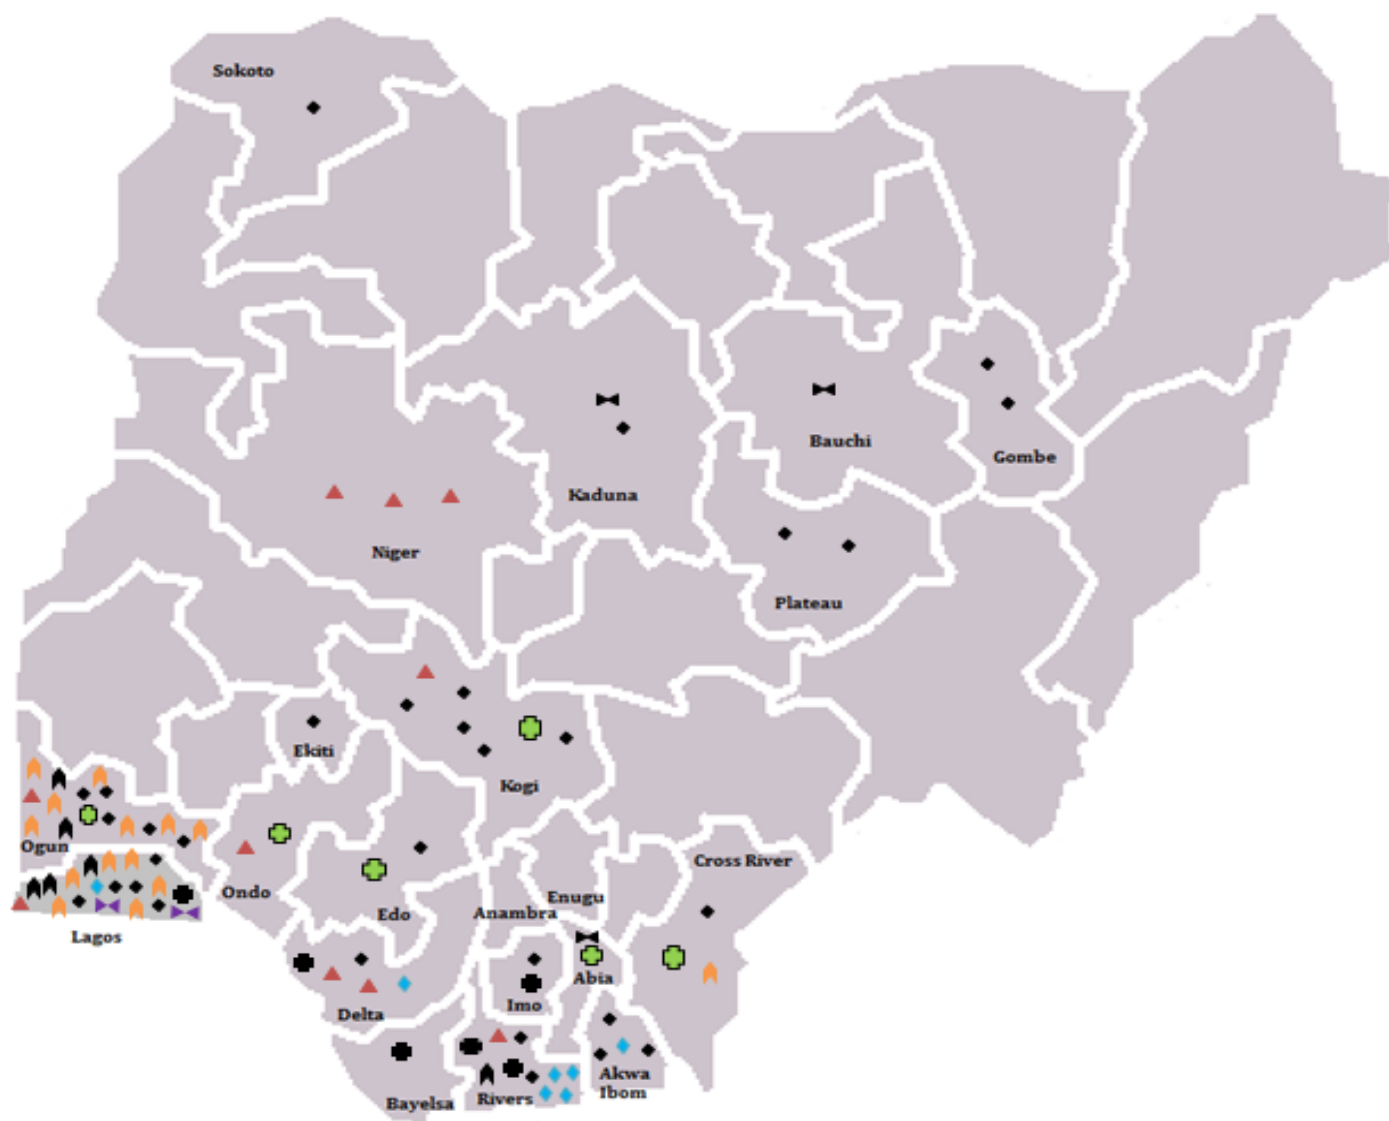 Sokoto
Bauchi
Gombe
Kaduna
Niger
Plateau
Ekiti
Kogi
Ogun
Cross River
Ondo
Enugu
Edo
Anambra
Lagos
Abia
Imo
Delta
Akwa
Ibom
Rivers
Bayelsa